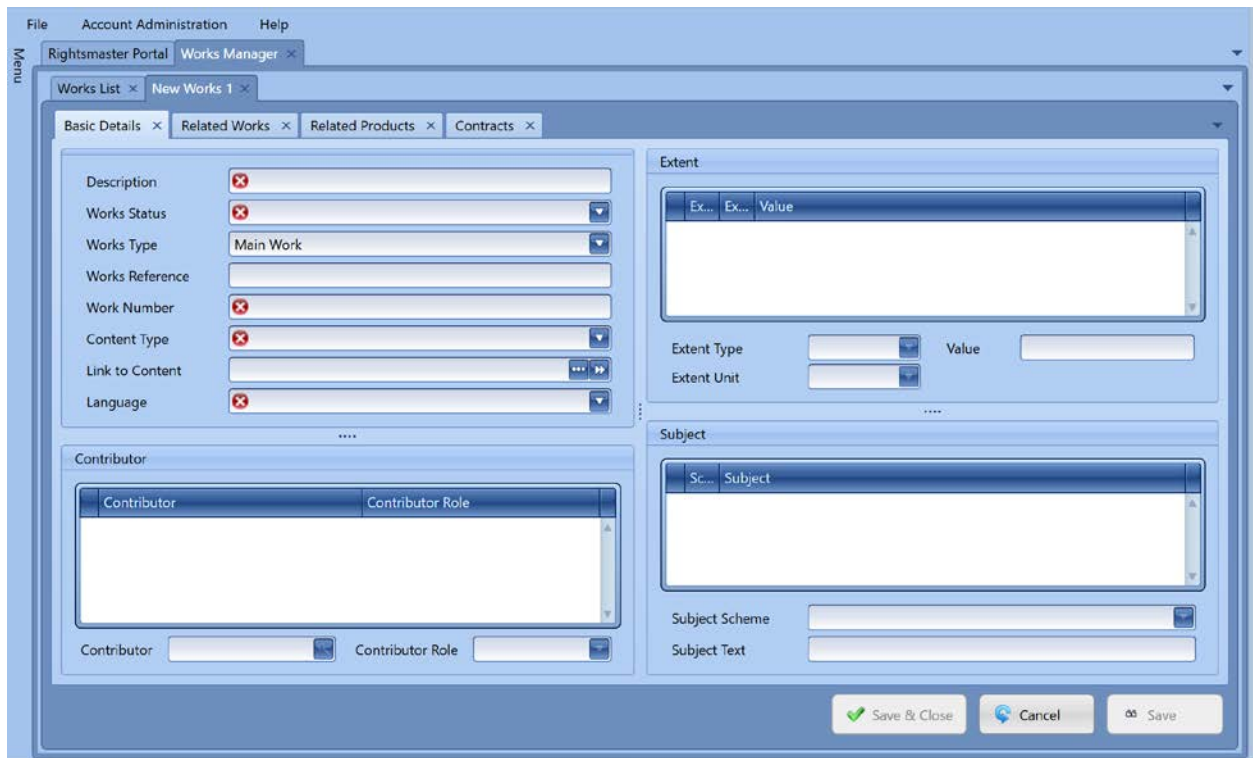 File Account Administration Help
Menu
Rightsmaster Portal Works Manager ×
Works List × New Works 1 ×
Basic Details × Related Works × Related Products × Contracts ×
Description
Works Status
Works Type Main Work
Works Reference
Work Number
Content Type
Link to Content
Language
Contributor
Contributor Contributor Role
Contributor Contributor Role
Extent
Ex... Ex... Value
Extent Type Value
Extent Unit
Subject
Sc... Subject
Subject Scheme
Subject Text
Save & Close Cancel Save